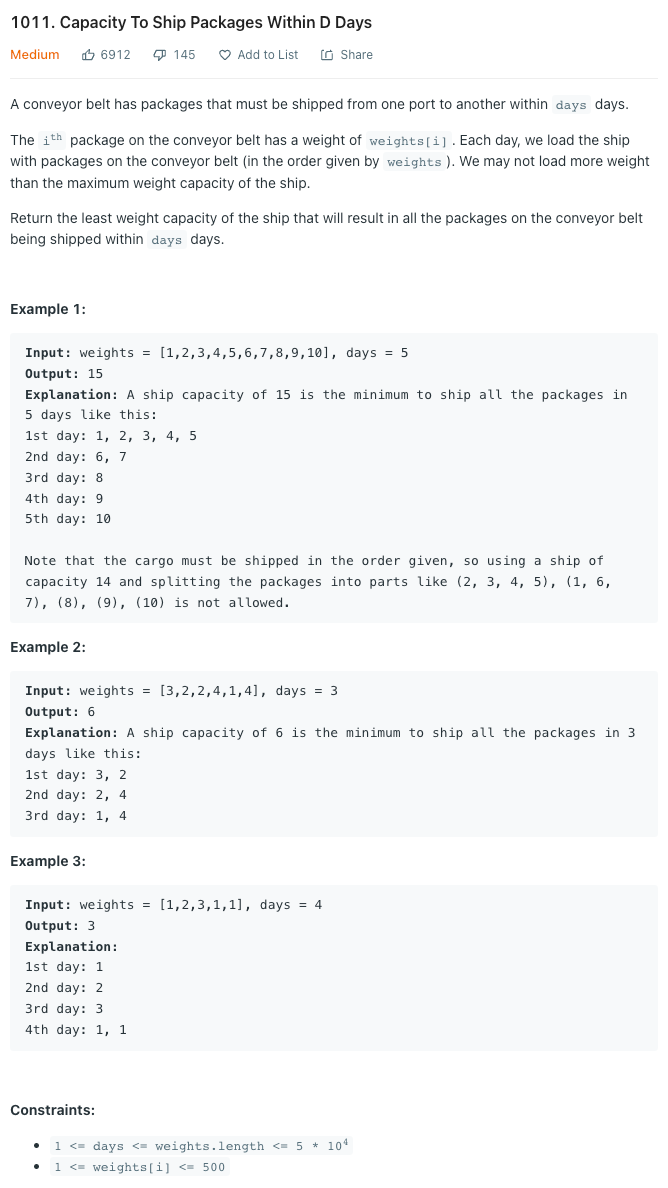 1011. Capacity To Ship Packages Within D Days
Medium 6912 145 Add to List Share
A conveyor belt has packages that must be shipped from one port to another within days days.
The ith package on the conveyor belt has a weight of weights[i]. Each day, we load the ship
with packages on the conveyor belt (in the order given by weights). We may not load more weight
than the maximum weight capacity of the ship.
Return the least weight capacity of the ship that will result in all the packages on the conveyor belt
being shipped within days days.
Example 1:
Input: weights = [1,2,3,4,5,6,7,8,9,10], days = 5
Output: 15
Explanation: A ship capacity of 15 is the minimum to ship all the packages in
5 days like this:
1st day: 1, 2, 3, 4, 5
2nd day: 6, 7
3rd day: 8
4th day: 9
5th day: 10
Note that the cargo must be shipped in the order given, so using a ship of
capacity 14 and splitting the packages into parts like (2, 3, 4, 5), (1, 6,
7), (8), (9), (10) is not allowed.
Example 2:
Input: weights = [3,2,2,4,1,4], days = 3
Output: 6
Explanation: A ship capacity of 6 is the minimum to ship all the packages in 3
days like this:
1st day: 3, 2
2nd day: 2, 4
3rd day: 1, 4
Example 3:
Input: weights = [1,2,3,1,1], days = 4
Output: 3
Explanation:
1st day: 1
2nd day: 2
3rd day: 3
4th day: 1, 1
Constraints:
• 1 <= days <= weights.length <= 5 * 10⁴
• 1 <= weights[i] <= 500